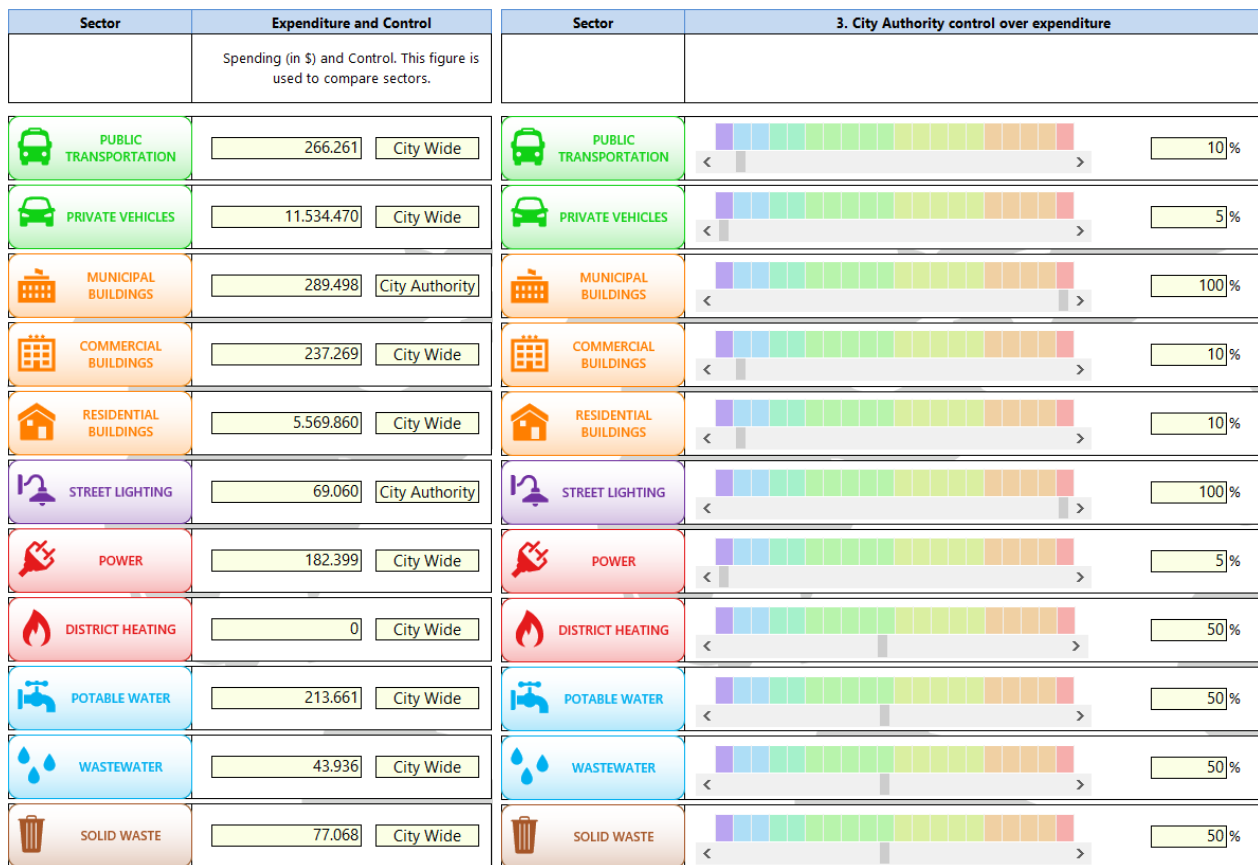 Sector Expenditure and Control Sector 3. City Authority control over expenditure
Spending (in $) and Control. This figure is
used to compare sectors.
PUBLIC
TRANSPORTATION 266.261 City Wide PUBLIC
TRANSPORTATION 10 %
PRIVATE VEHICLES 11.534.470 City Wide PRIVATE VEHICLES 5 %
MUNICIPAL
BUILDINGS 289.498 City Authority MUNICIPAL
BUILDINGS 100 %
COMMERCIAL
BUILDINGS 237.269 City Wide COMMERCIAL
BUILDINGS 10 %
RESIDENTIAL
BUILDINGS 5.569.860 City Wide RESIDENTIAL
BUILDINGS 10 %
STREET LIGHTING 69.060 City Authority STREET LIGHTING 100 %
POWER 182.399 City Wide POWER 5 %
DISTRICT HEATING 0 City Wide DISTRICT HEATING 50 %
POTABLE WATER 213.661 City Wide POTABLE WATER 50 %
WASTEWATER 43.936 City Wide WASTEWATER 50 %
SOLID WASTE 77.068 City Wide SOLID WASTE 50 %